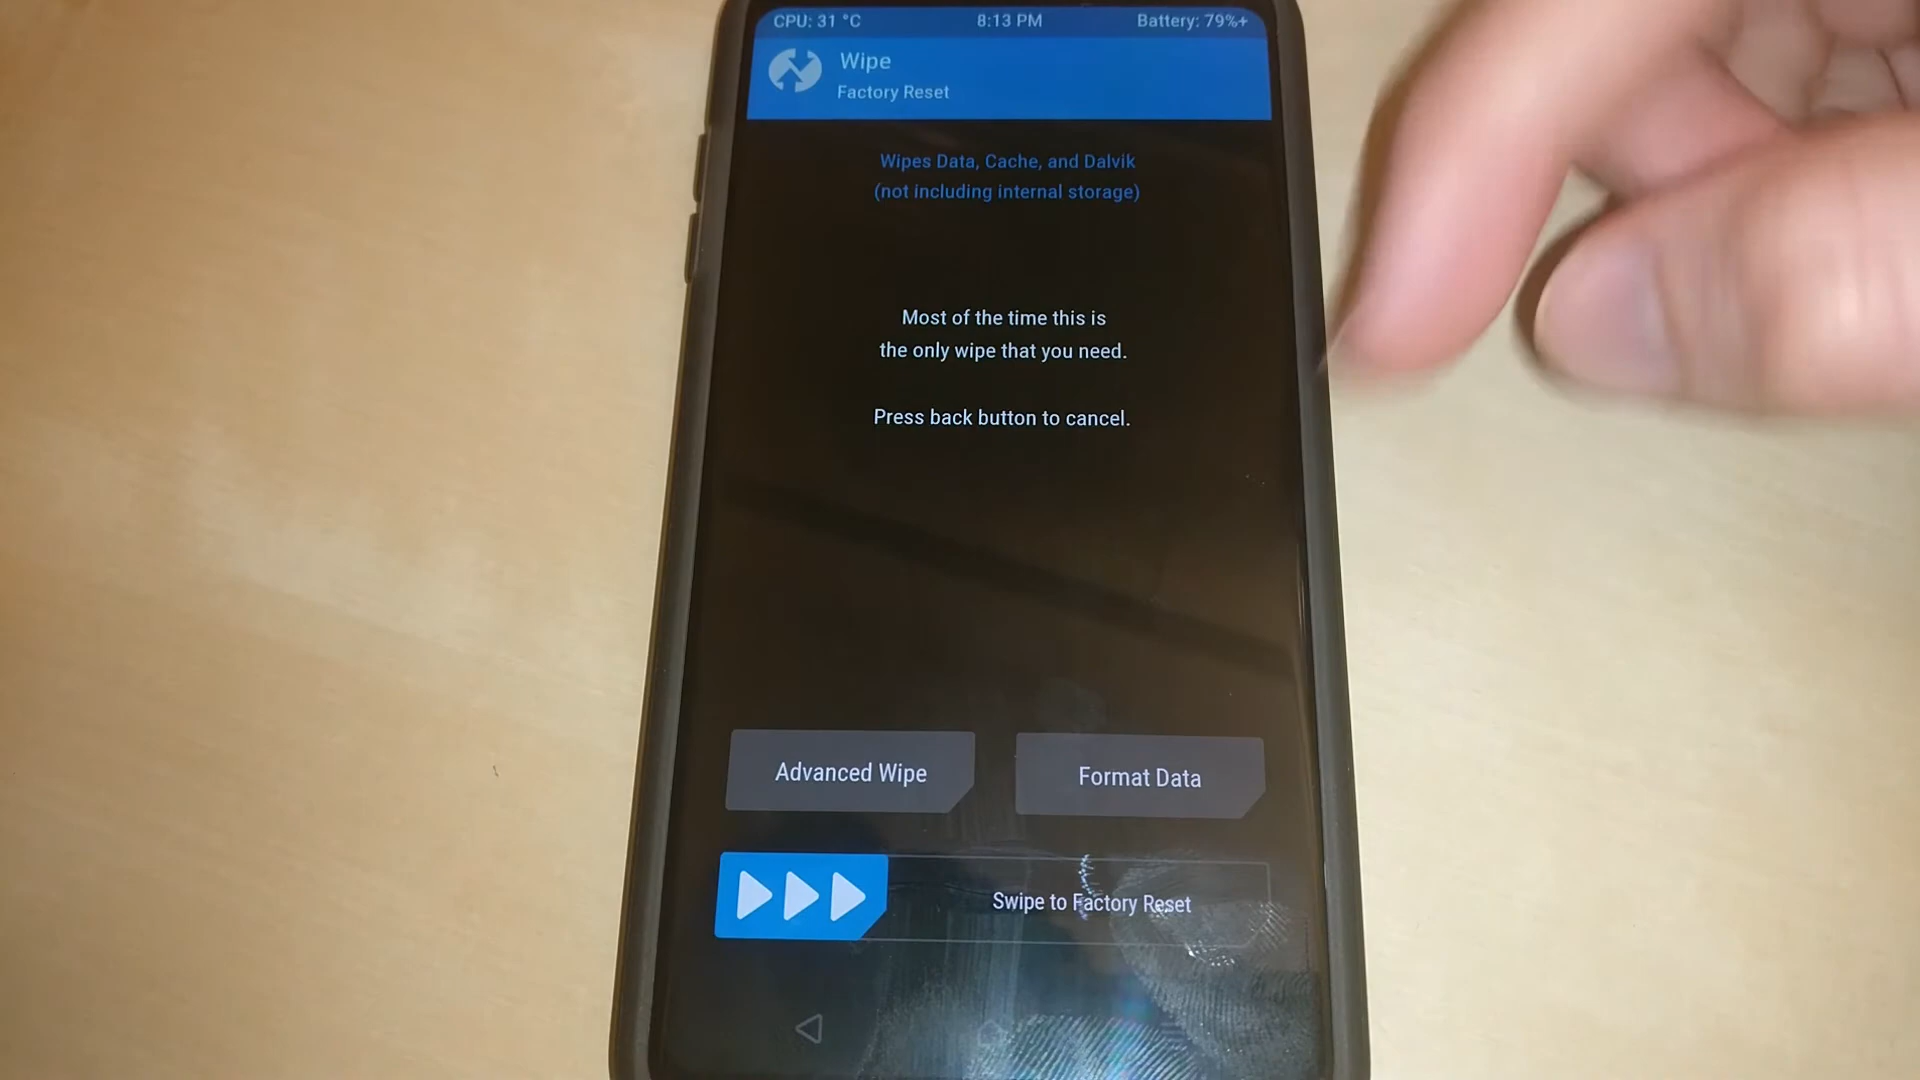 CPU: 31 °C 8:13 PM Battery: 79%+
Wipe
Factory Reset
Wipes Data, Cache, and Dalvik
(not including internal storage)
Most of the time this is
the only wipe that you need.
Press back button to cancel.
Advanced Wipe Format Data
Swipe to Factory Reset